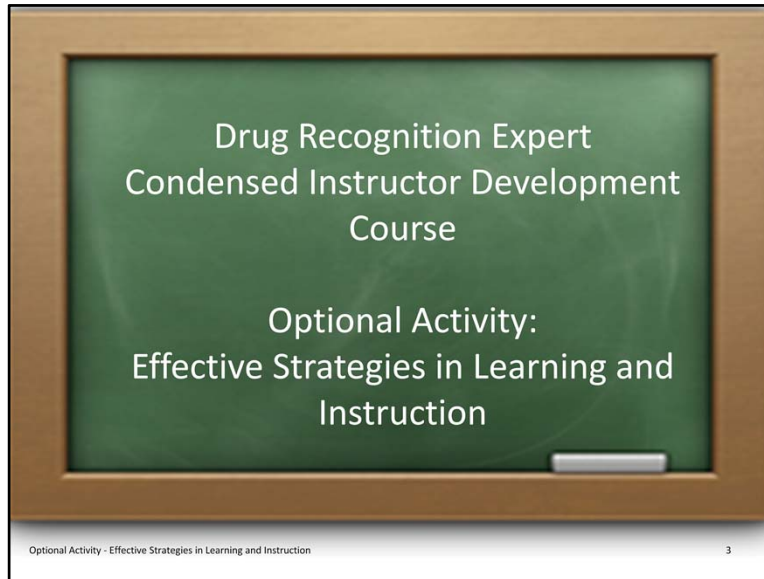 Drug Recognition Expert
Condensed Instructor Development
Course
Optional Activity:
Effective Strategies in Learning and
Instruction
Optional Activity - Effective Strategies in Learning and Instruction
3